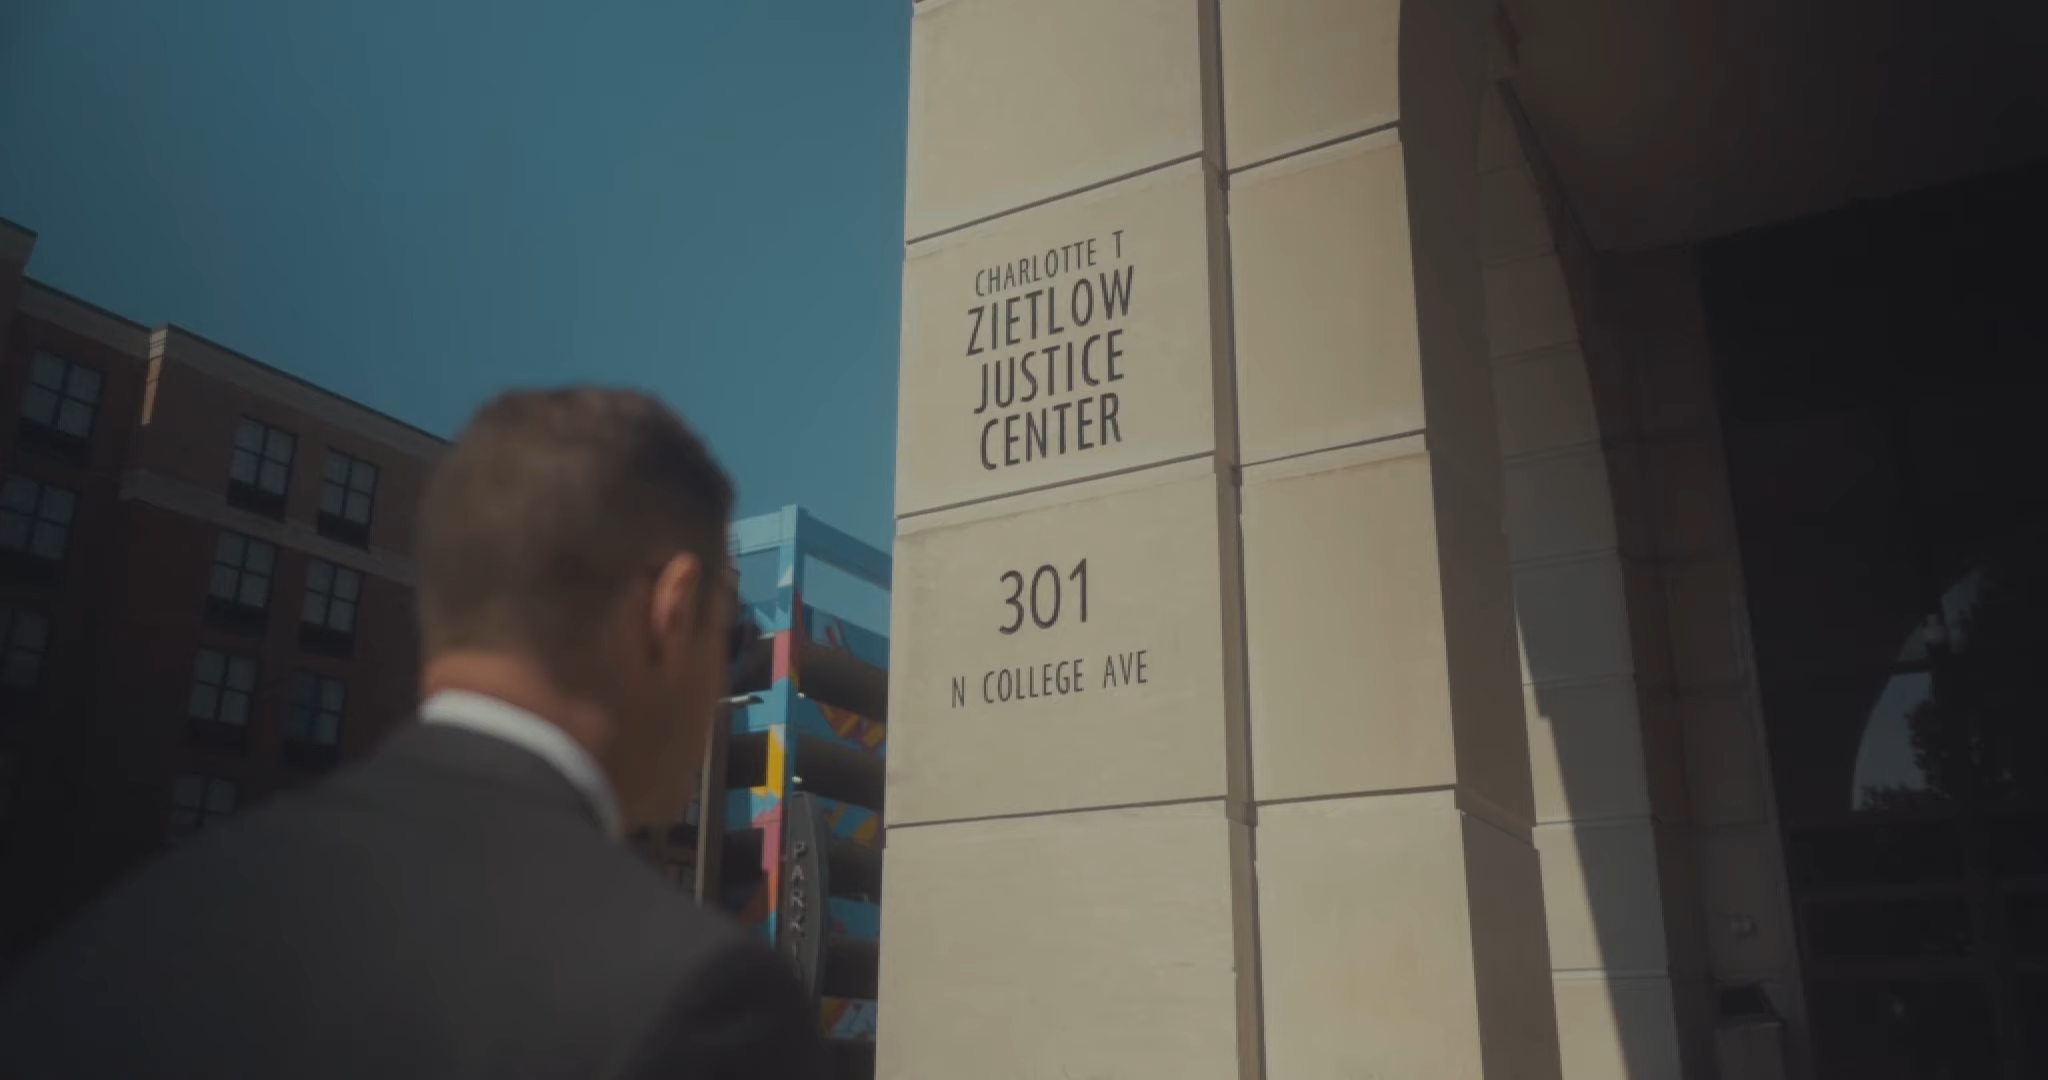 CHARLOTTE T
ZIETLOW
JUSTICE
CENTER
301
N COLLEGE AVE